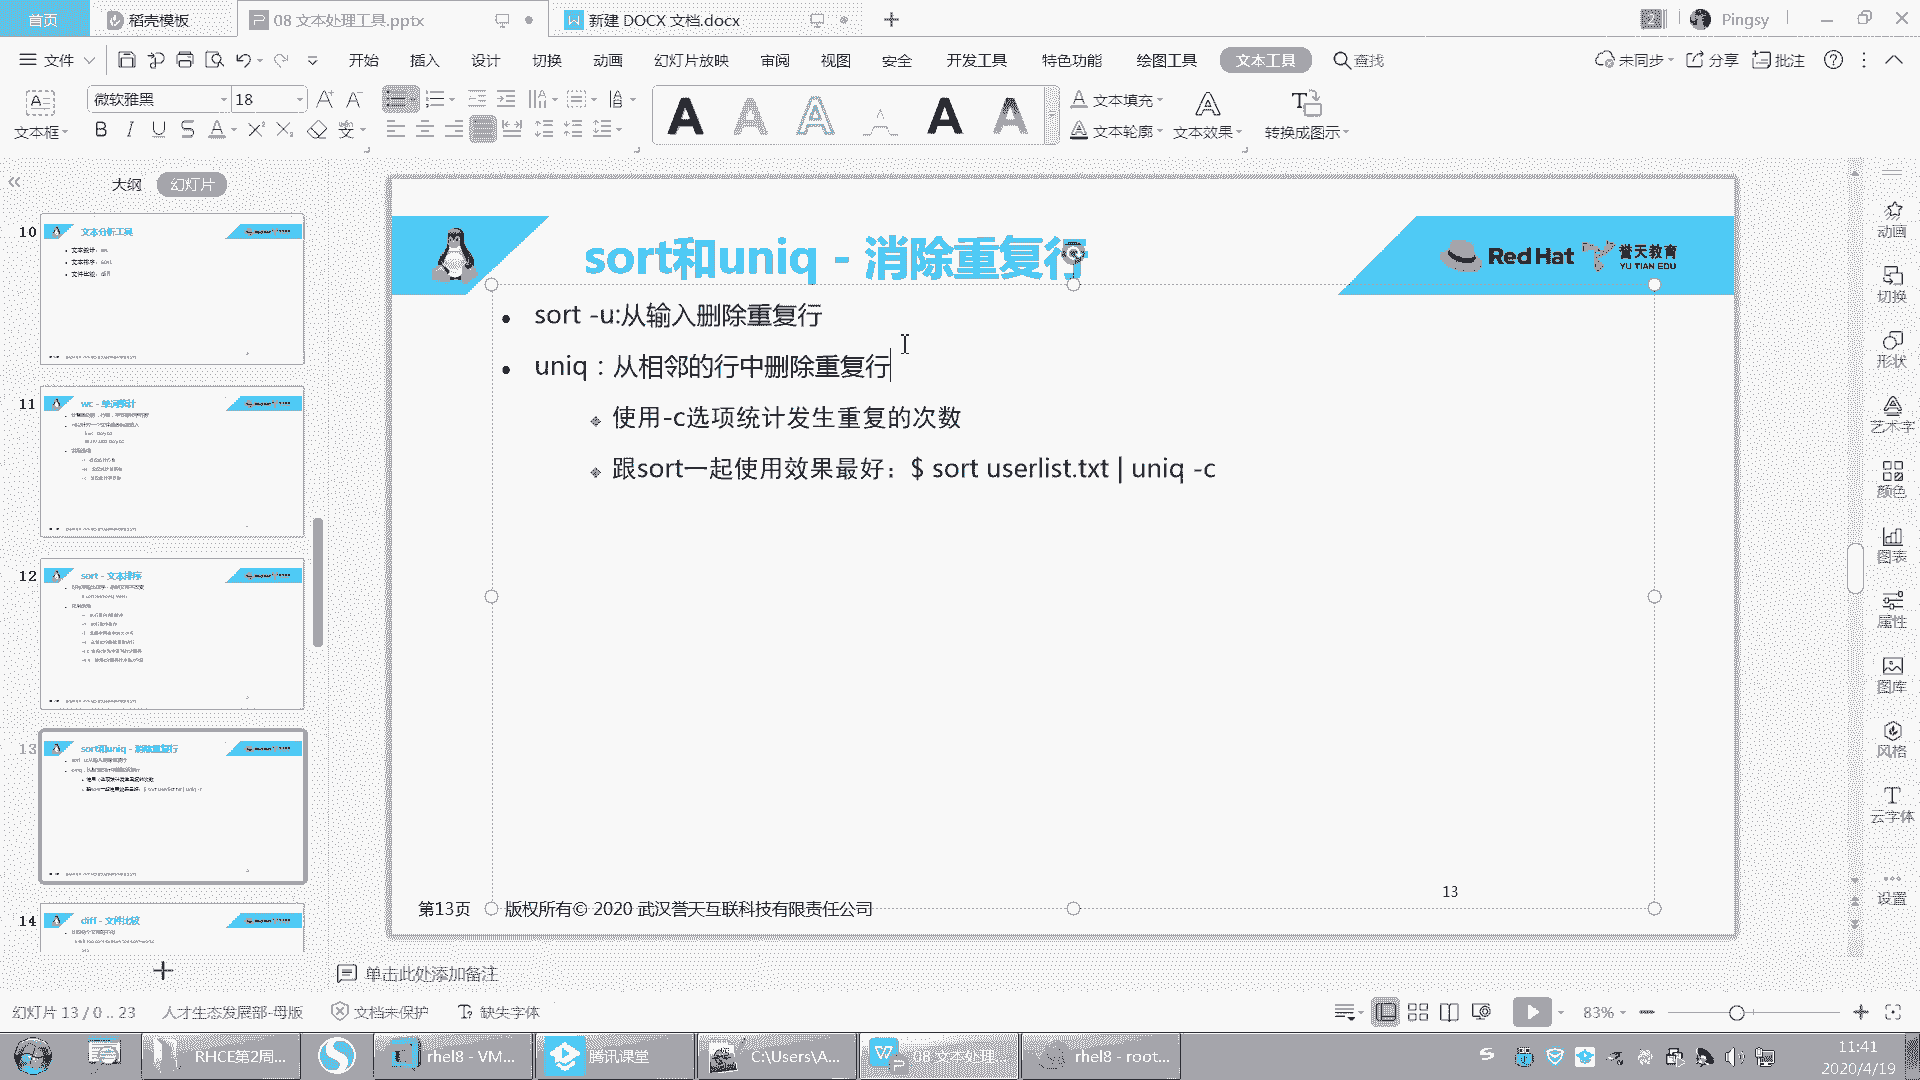 首页
稻壳模板
08 文本处理工具.pptx
新建 DOCX 文档.docx
Pingsy
文件
开始
插入
设计
切换
动画
幻灯片放映
审阅
视图
安全
开发工具
特色功能
绘图工具
文本工具
查找
未同步
分享
批注
文本框
微软雅黑
18
文本填充
文本轮廓
文本效果
转换成图示
大纲
幻灯片
10
文本分析工具
11
wc - 单词统计
12
sort - 文本排序
13
sort和uniq - 消除重复行
14
diff - 文件比较
sort和uniq - 消除重复行
RedHat
誉天教育
YU TIAN EDU
sort -u:从输入删除重复行
uniq：从相邻的行中删除重复行
使用-c选项统计发生重复的次数
跟sort一起使用效果最好：$ sort userlist.txt | uniq -c
13
第13页
版权所有© 2020 武汉誉天互联科技有限责任公司
单击此处添加备注
动画
切换
形状
艺术字
颜色
图表
属性
图库
风格
云字体
设置
幻灯片 13 / 0 .. 23
人才生态发展部-母版
文档未保护
缺失字体
83%
RHCE第2周...
rhel8 - VM...
腾讯课堂
C:\Users\A...
08 文本处理...
rhel8 - root...
11:41
2020/4/19